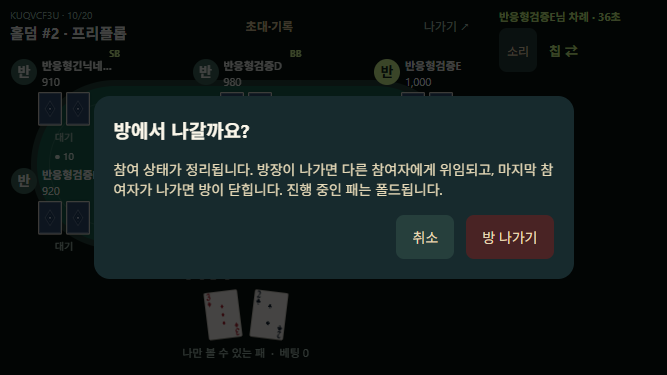 KUQVCF3U · 10/20
홀덤 #2 · 프리플롭
초대·기록
나가기 ↗
반응형검증E님 차례 · 36초
소리
칩 ⇄
SB
반
반응형긴닉네...
910
BB
반
반응형검증D
980
반
반응형검증E
1,000
대기
10
반
반응형검증
920
대기
방에서 나갈까요?
참여 상태가 정리됩니다. 방장이 나가면 다른 참여자에게 위임되고, 마지막 참
여자가 나가면 방이 닫힙니다. 진행 중인 패는 폴드됩니다.
취소
방 나가기
나만 볼 수 있는 패 · 베팅 0